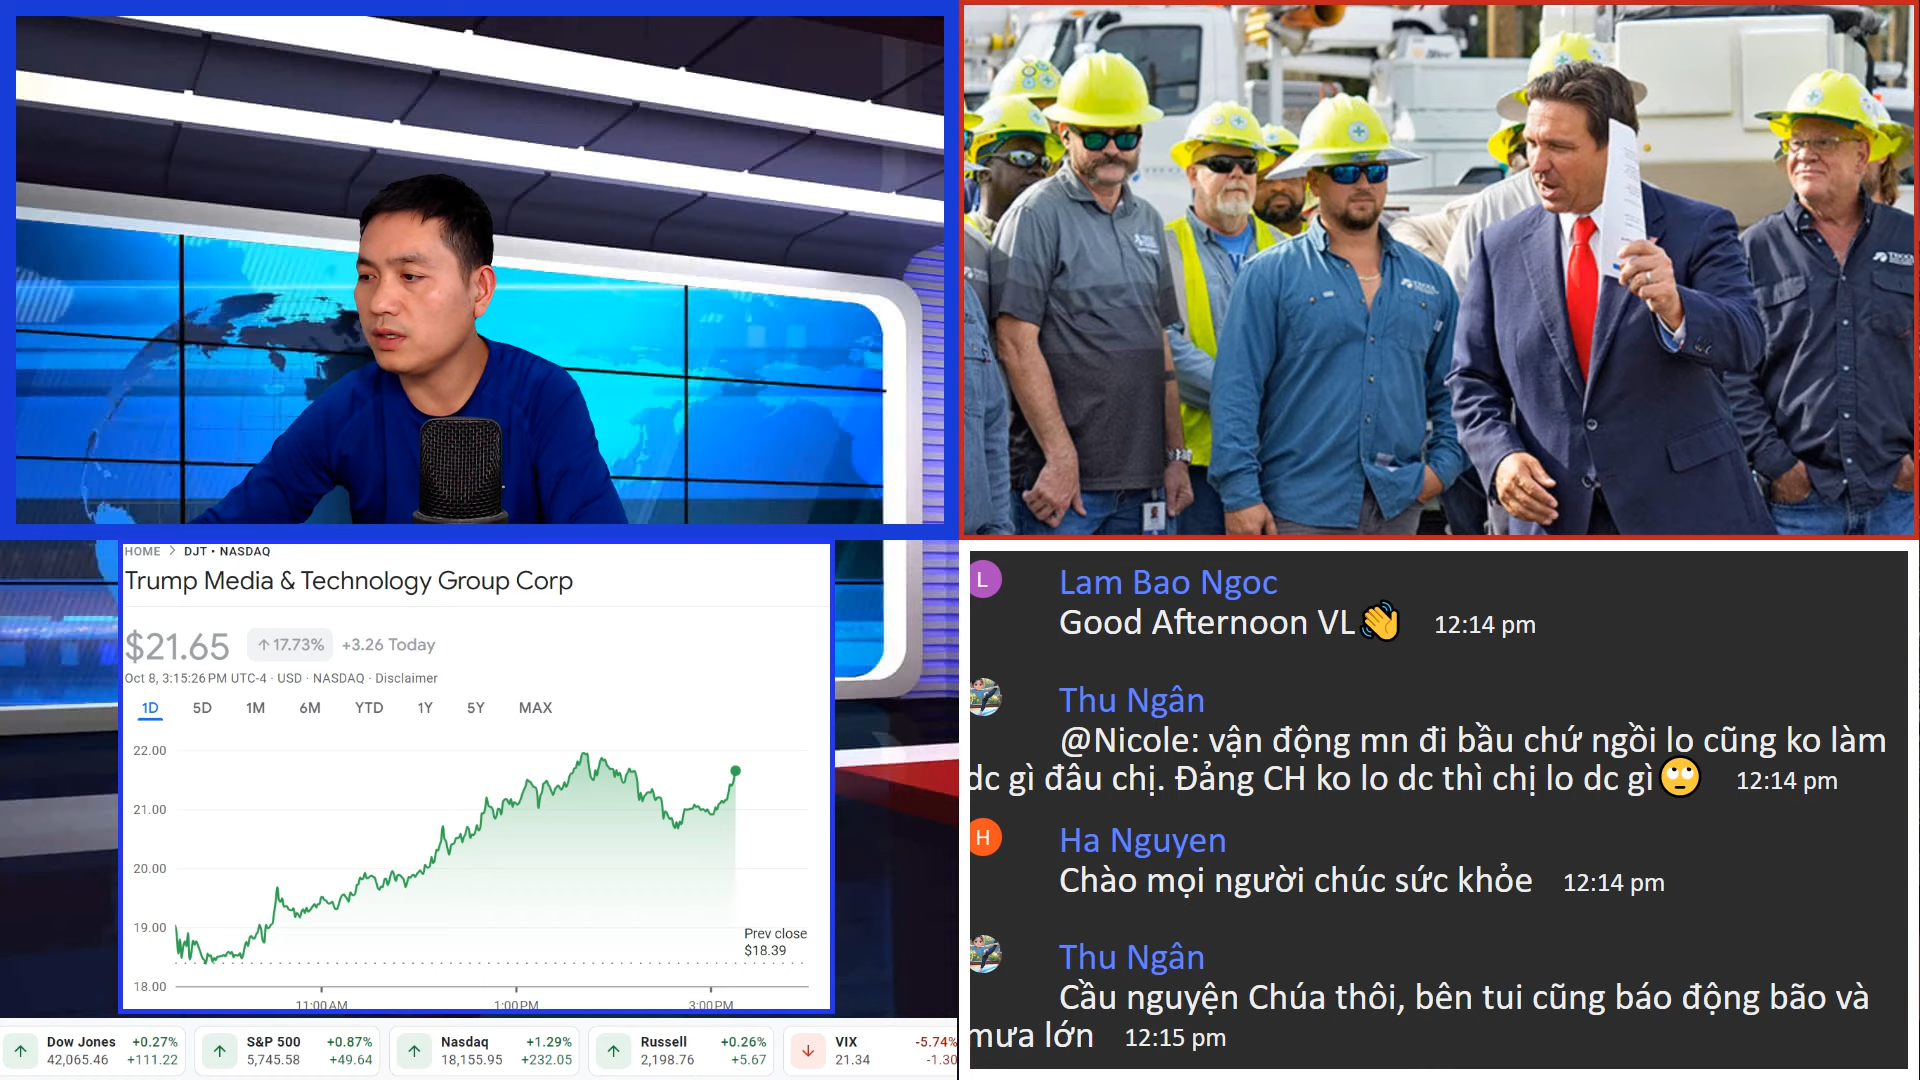 HOME > DJT • NASDAQ
Trump Media & Technology Group Corp
$21.65 ↑ 17.73% +3.26 Today
Oct 8, 3:15:26 PM UTC-4 · USD · NASDAQ · Disclaimer
1D 5D 1M 6M YTD 1Y 5Y MAX
22.00
21.00
20.00
19.00
18.00
Prev close
$18.39
11:00 AM 1:00 PM 3:00 PM
Dow Jones +0.27%
42,065.46 +111.22
S&P 500 +0.87%
5,745.58 +49.64
Nasdaq +1.29%
18,155.95 +232.05
Russell +0.26%
2,198.76 +5.67
VIX -5.74%
21.34 -1.30
L
Lam Bao Ngoc
Good Afternoon VL👋 12:14 pm
Thu Ngân
@Nicole: vận động mn đi bầu chứ ngồi lo cũng ko làm
dc gì đâu chị. Đảng CH ko lo dc thì chị lo dc gì🙄 12:14 pm
H
Ha Nguyen
Chào mọi người chúc sức khỏe 12:14 pm
Thu Ngân
Cầu nguyện Chúa thôi, bên tui cũng báo động bão và
mưa lớn 12:15 pm